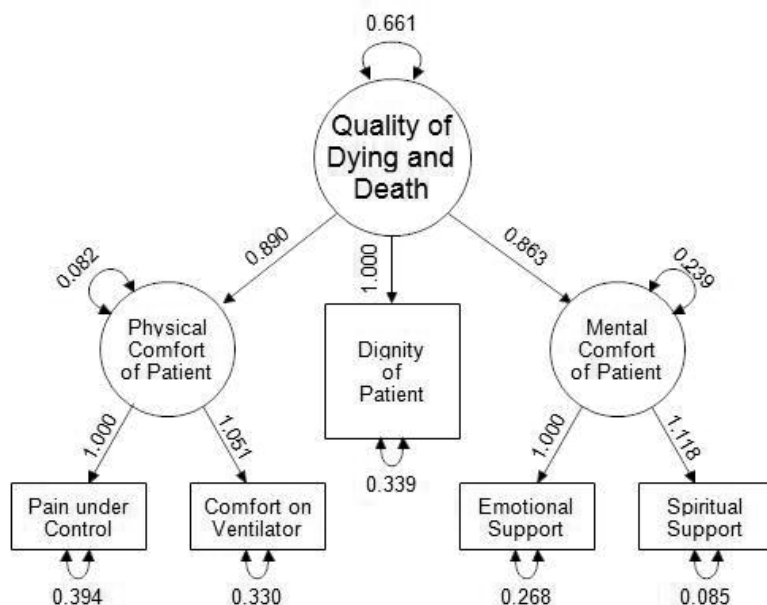 0.661
Quality of
Dying and
Death
0.890
1.000
0.863
0.082
0.239
Physical
Comfort
of Patient
Dignity
of
Patient
Mental
Comfort
of Patient
1.000
1.051
0.339
1.000
1.118
Pain under
Control
Comfort on
Ventilator
Emotional
Support
Spiritual
Support
0.394
0.330
0.268
0.085